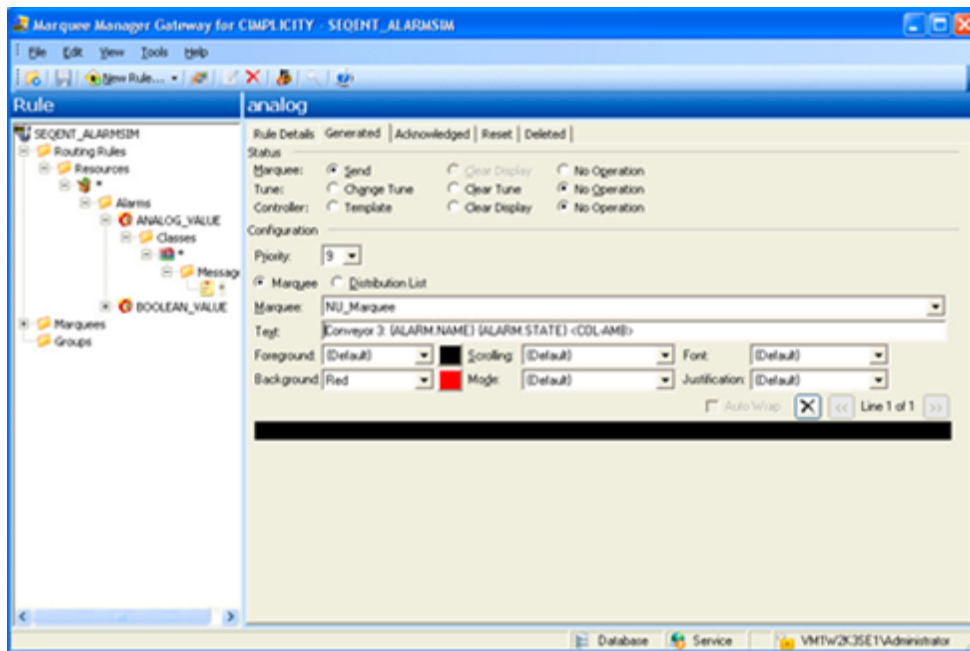 Marquee Manager Gateway for CIMPLICITY - SEQENT_ALARMSIM
File Edit View Tools Help
New Rule...
Rule
analog
SEQENT_ALARMSIM
Routing Rules
Resources
*
Alarms
ANALOG_VALUE
Classes
*
Messag
*
BOOLEAN_VALUE
Marquees
Groups
Rule Details Generated Acknowledged Reset Deleted
Status
Marquee: Send Clear Display No Operation
Tune: Change Tune Clear Tune No Operation
Controller: Template Clear Display No Operation
Configuration
Priority: 9
Marquee Distribution List
Marquee: NU_Marquee
Text: Conveyor 3: {ALARM.NAME} {ALARM.STATE} <COL-AMB>
Foreground: (Default) Scrolling: (Default) Font: (Default)
Background: Red Mode: (Default) Justification: (Default)
Auto Wrap << Line 1 of 1 >>
Database Service VMTW2K3SE1\Administrator